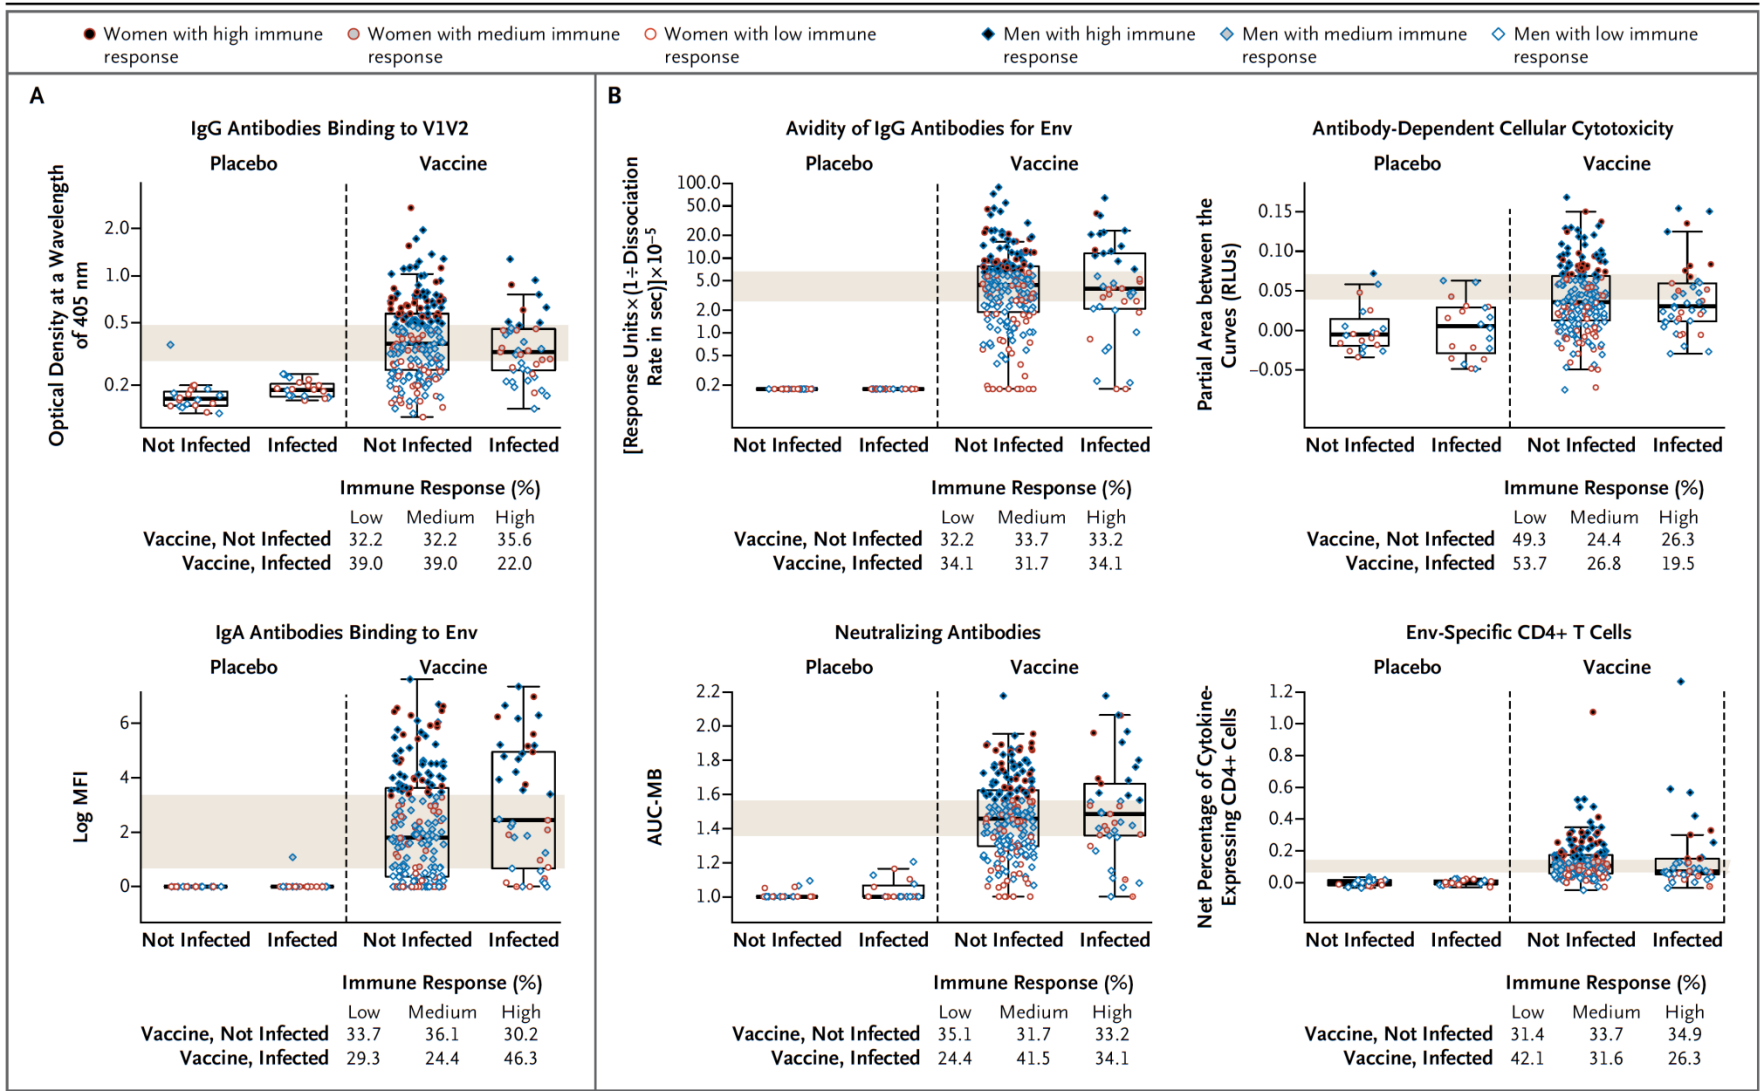 Women with high immune response
Women with medium immune response
Women with low immune response
Men with high immune response
Men with medium immune response
Men with low immune response
A
IgG Antibodies Binding to V1V2
Placebo Vaccine
Optical Density at a Wavelength of 405 nm
2.0
1.0
0.5
0.2
Not Infected Infected Not Infected Infected
Immune Response (%)
Low Medium High
Vaccine, Not Infected 32.2 32.2 35.6
Vaccine, Infected 39.0 39.0 22.0
IgA Antibodies Binding to Env
Placebo Vaccine
Log MFI
6
4
2
0
Not Infected Infected Not Infected Infected
Immune Response (%)
Low Medium High
Vaccine, Not Infected 33.7 36.1 30.2
Vaccine, Infected 29.3 24.4 46.3
B
Avidity of IgG Antibodies for Env
Placebo Vaccine
[Response Units×(1÷Dissociation Rate in sec)]×10⁻⁵
100.0
50.0
20.0
10.0
5.0
2.0
1.0
0.5
0.2
Not Infected Infected Not Infected Infected
Immune Response (%)
Low Medium High
Vaccine, Not Infected 32.2 33.7 33.2
Vaccine, Infected 34.1 31.7 34.1
Antibody-Dependent Cellular Cytotoxicity
Placebo Vaccine
Partial Area between the Curves (RLUs)
0.15
0.10
0.05
0.00
−0.05
Not Infected Infected Not Infected Infected
Immune Response (%)
Low Medium High
Vaccine, Not Infected 49.3 24.4 26.3
Vaccine, Infected 53.7 26.8 19.5
Neutralizing Antibodies
Placebo Vaccine
AUC-MB
2.2
2.0
1.8
1.6
1.4
1.2
1.0
Not Infected Infected Not Infected Infected
Immune Response (%)
Low Medium High
Vaccine, Not Infected 35.1 31.7 33.2
Vaccine, Infected 24.4 41.5 34.1
Env-Specific CD4+ T Cells
Placebo Vaccine
Net Percentage of Cytokine-Expressing CD4+ Cells
1.2
1.0
0.8
0.6
0.4
0.2
0.0
Not Infected Infected Not Infected Infected
Immune Response (%)
Low Medium High
Vaccine, Not Infected 31.4 33.7 34.9
Vaccine, Infected 42.1 31.6 26.3